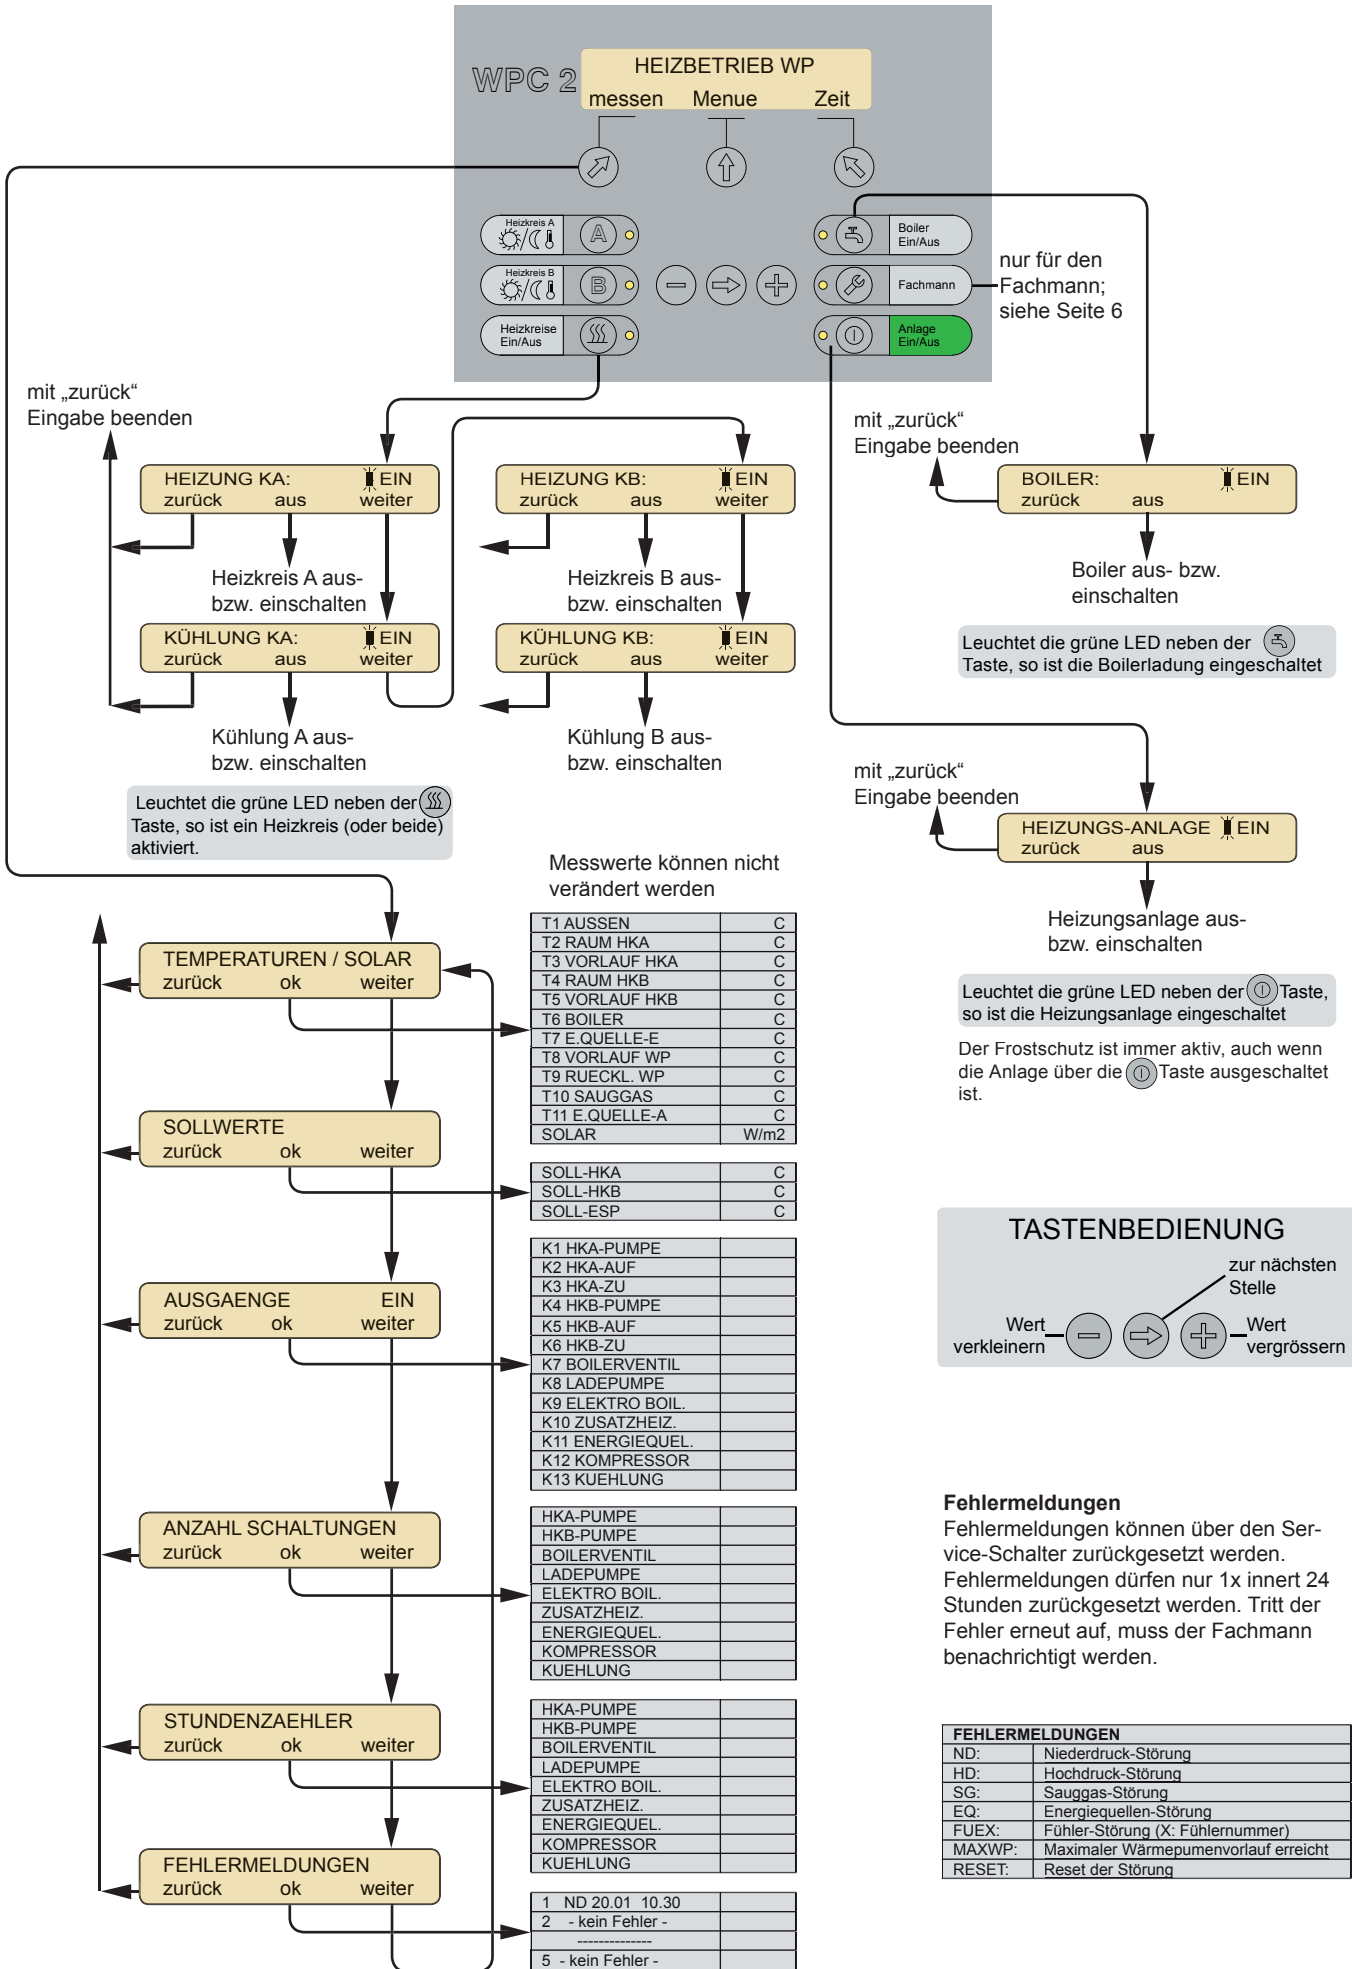 WPC 2
HEIZBETRIEB WP
messen Menue Zeit
Heizkreis A
A
Boiler
Ein/Aus
Heizkreis B
B
Fachmann
nur für den
Fachmann;
siehe Seite 6
Heizkreise
Ein/Aus
Anlage
Ein/Aus
mit „zurück“
Eingabe beenden
HEIZUNG KA: EIN
zurück aus weiter
Heizkreis A aus-
bzw. einschalten
KÜHLUNG KA: EIN
zurück aus weiter
Kühlung A aus-
bzw. einschalten
Leuchtet die grüne LED neben der
Taste, so ist ein Heizkreis (oder beide)
aktiviert.
HEIZUNG KB: EIN
zurück aus weiter
Heizkreis B aus-
bzw. einschalten
KÜHLUNG KB: EIN
zurück aus weiter
Kühlung B aus-
bzw. einschalten
mit „zurück“
Eingabe beenden
BOILER: EIN
zurück aus
Boiler aus- bzw.
einschalten
Leuchtet die grüne LED neben der
Taste, so ist die Boilerladung eingeschaltet
mit „zurück“
Eingabe beenden
HEIZUNGS-ANLAGE EIN
zurück aus
Heizungsanlage aus-
bzw. einschalten
Leuchtet die grüne LED neben der Taste,
so ist die Heizungsanlage eingeschaltet
Der Frostschutz ist immer aktiv, auch wenn
die Anlage über die Taste ausgeschaltet
ist.
Messwerte können nicht
verändert werden
TEMPERATUREN / SOLAR
zurück ok weiter
T1 AUSSEN C
T2 RAUM HKA C
T3 VORLAUF HKA C
T4 RAUM HKB C
T5 VORLAUF HKB C
T6 BOILER C
T7 E.QUELLE-E C
T8 VORLAUF WP C
T9 RUECKL. WP C
T10 SAUGGAS C
T11 E.QUELLE-A C
SOLAR W/m2
SOLLWERTE
zurück ok weiter
SOLL-HKA C
SOLL-HKB C
SOLL-ESP C
AUSGAENGE EIN
zurück ok weiter
K1 HKA-PUMPE
K2 HKA-AUF
K3 HKA-ZU
K4 HKB-PUMPE
K5 HKB-AUF
K6 HKB-ZU
K7 BOILERVENTIL
K8 LADEPUMPE
K9 ELEKTRO BOIL.
K10 ZUSATZHEIZ.
K11 ENERGIEQUEL.
K12 KOMPRESSOR
K13 KUEHLUNG
ANZAHL SCHALTUNGEN
zurück ok weiter
HKA-PUMPE
HKB-PUMPE
BOILERVENTIL
LADEPUMPE
ELEKTRO BOIL.
ZUSATZHEIZ.
ENERGIEQUEL.
KOMPRESSOR
KUEHLUNG
STUNDENZAEHLER
zurück ok weiter
HKA-PUMPE
HKB-PUMPE
BOILERVENTIL
LADEPUMPE
ELEKTRO BOIL.
ZUSATZHEIZ.
ENERGIEQUEL.
KOMPRESSOR
KUEHLUNG
FEHLERMELDUNGEN
zurück ok weiter
1 ND 20.01 10.30
2 - kein Fehler -
--------------
5 - kein Fehler -
TASTENBEDIENUNG
zur nächsten
Stelle
Wert
verkleinern
Wert
vergrössern
Fehlermeldungen
Fehlermeldungen können über den Ser-
vice-Schalter zurückgesetzt werden.
Fehlermeldungen dürfen nur 1x innert 24
Stunden zurückgesetzt werden. Tritt der
Fehler erneut auf, muss der Fachmann
benachrichtigt werden.
FEHLERMELDUNGEN
ND: Niederdruck-Störung
HD: Hochdruck-Störung
SG: Sauggas-Störung
EQ: Energiequellen-Störung
FUEX: Fühler-Störung (X: Fühlernummer)
MAXWP: Maximaler Wärmepumenvorlauf erreicht
RESET: Reset der Störung